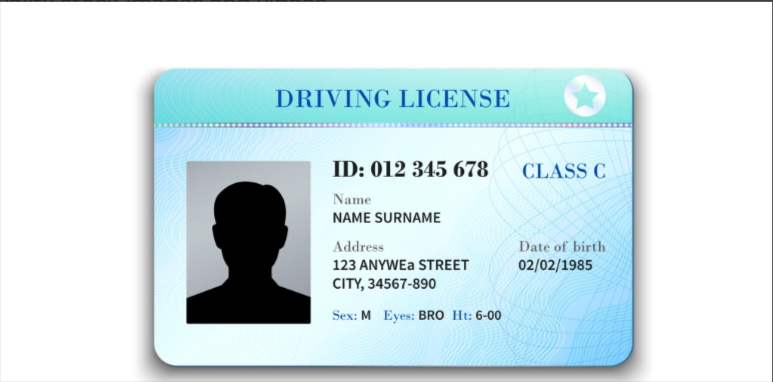 DRIVING LICENSE
ID: 012 345 678 CLASS C
Name
NAME SURNAME
Address Date of birth
123 ANYWEa STREET 02/02/1985
CITY, 34567-890
Sex: M Eyes: BRO Ht: 6-00